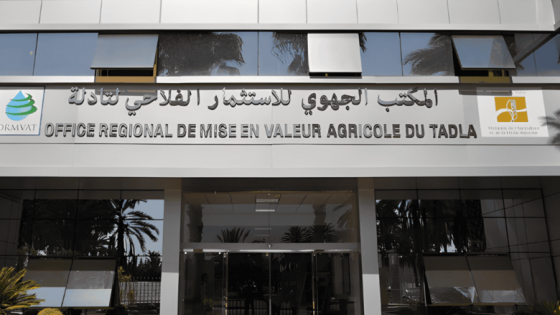 المكتب الجهوي للاستثمار الفلاحي لتادلة
OFFICE REGIONAL DE MISE EN VALEUR AGRICOLE DU TADLA
ORMVAT